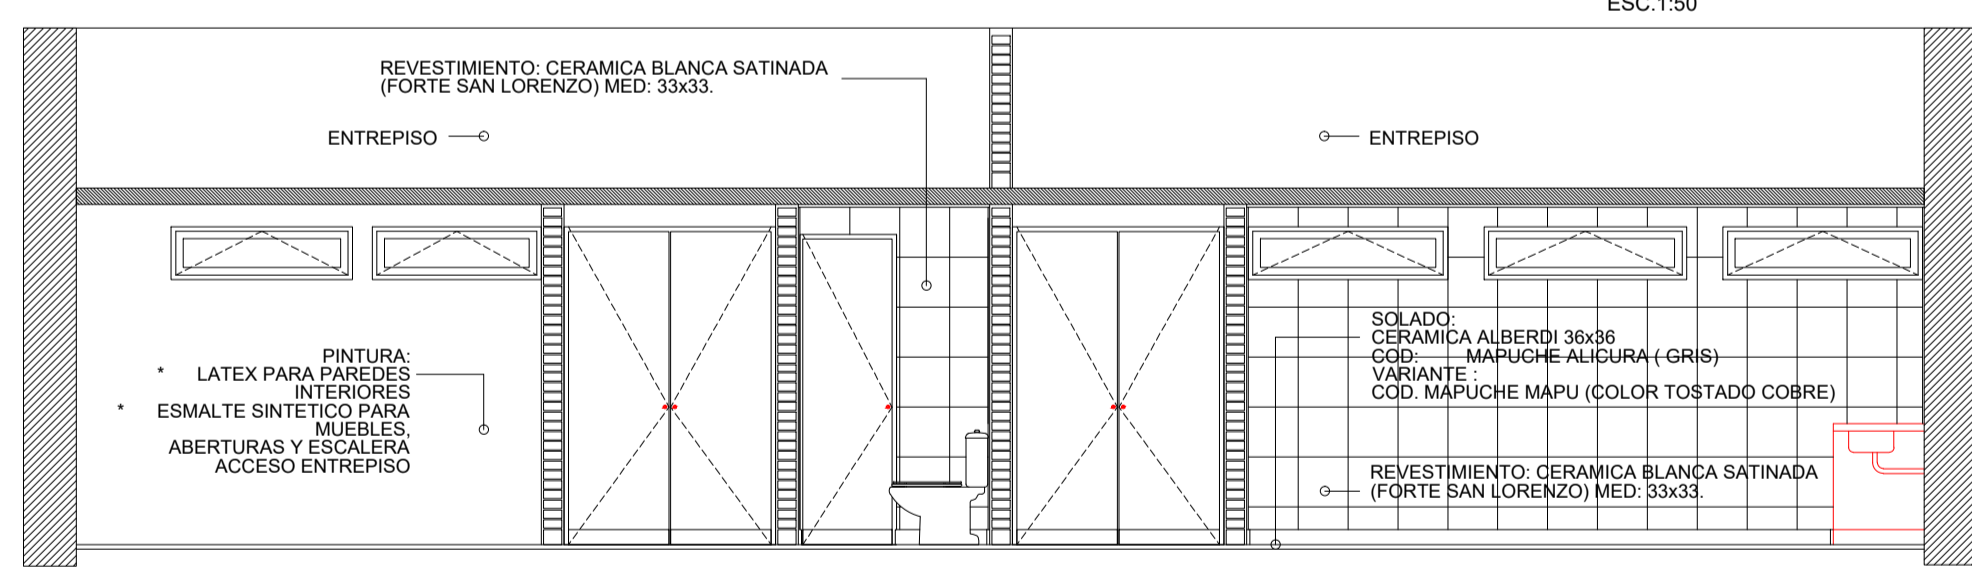 ESC.1:50
REVESTIMIENTO: CERAMICA BLANCA SATINADA
(FORTE SAN LORENZO) MED: 33x33.
ENTREPISO
ENTREPISO
PINTURA:
* LATEX PARA PAREDES
INTERIORES
* ESMALTE SINTETICO PARA
MUEBLES,
ABERTURAS Y ESCALERA
ACCESO ENTREPISO
SOLADO:
CERAMICA ALBERDI 36x36
COD: MAPUCHE ALICURA ( GRIS)
VARIANTE :
COD. MAPUCHE MAPU (COLOR TOSTADO COBRE)
REVESTIMIENTO: CERAMICA BLANCA SATINADA
(FORTE SAN LORENZO) MED: 33x33.